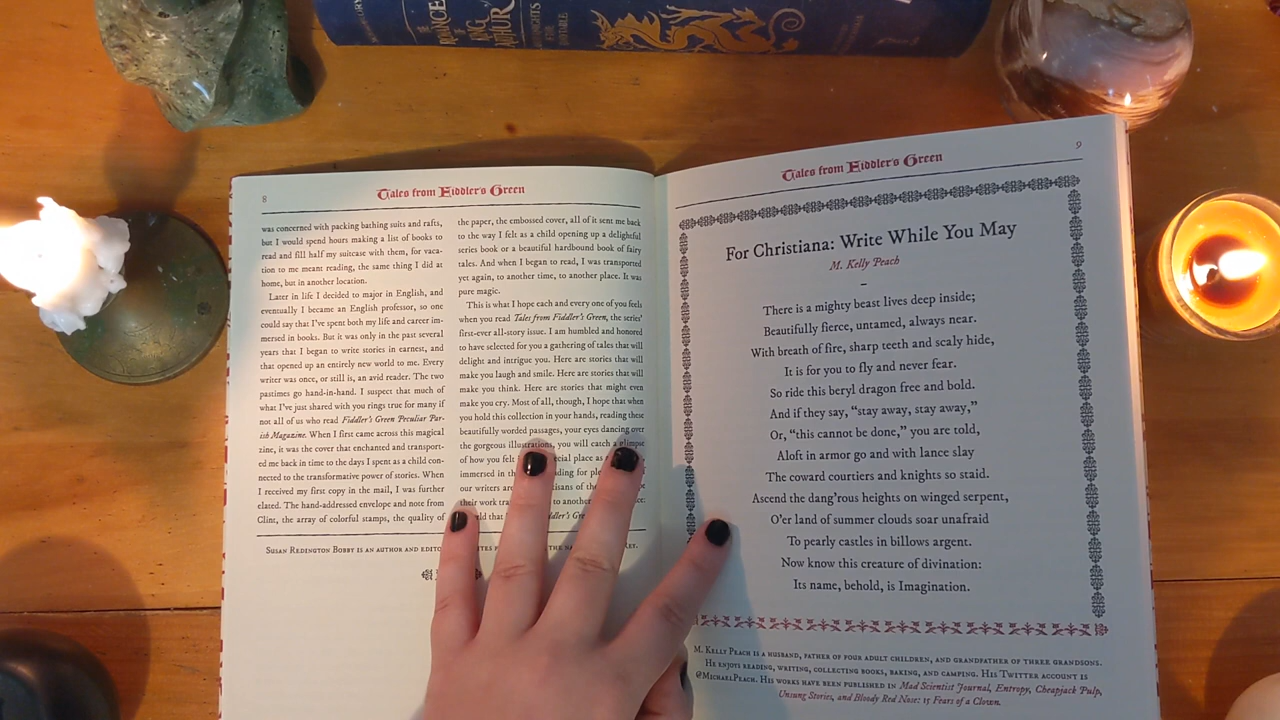 THE
ROMANCE
OF
KING
ARTHUR
8
Tales from Fiddler's Green
was concerned with packing bathing suits and rafts,
but I would spend hours making a list of books to
read and fill half my suitcase with them, for vaca-
tion to me meant reading, the same thing I did at
home, but in another location.
Later in life I decided to major in English, and
eventually I became an English professor, so one
could say that I've spent both my life and career im-
mersed in books. But it was only in the past several
years that I began to write stories in earnest, and
that opened up an entirely new world to me. Every
writer was once, or still is, an avid reader. The two
pastimes go hand-in-hand. I suspect that much of
what I've just shared with you rings true for many if
not all of us who read Fiddler's Green Peculiar Par-
ish Magazine. When I first came across this magical
zine, it was the cover that enchanted and transport-
ed me back in time to the days I spent as a child con-
nected to the transformative power of stories. When
I received my first copy in the mail, I was further
elated. The hand-addressed envelope and note from
Clint, the array of colorful stamps, the quality of
the paper, the embossed cover, all of it sent me back
to the way I felt as a child opening up a delightful
series book or a beautiful hardbound book of fairy
tales. And when I began to read, I was transported
yet again, to another time, to another place. It was
pure magic.
This is what I hope each and every one of you feels
when you read Tales from Fiddler's Green, the series'
first-ever all-story issue. I am humbled and honored
to have selected for you a gathering of tales that will
delight and intrigue you. Here are stories that will
make you laugh and smile. Here are stories that will
make you think. Here are stories that might even
make you cry. Most of all, though, I hope that when
you hold this collection in your hands, reading these
beautifully worded passages, your eyes dancing over
the gorgeous illustrations, you will catch a glimpse
of how you felt place as
immersed in th for
our writers are of the
their work to another
that
Susan Redington Bobby is an author and the
9
Tales from Fiddler's Green
For Christiana: Write While You May
M. Kelly Peach
–
There is a mighty beast lives deep inside;
Beautifully fierce, untamed, always near.
With breath of fire, sharp teeth and scaly hide,
It is for you to fly and never fear.
So ride this beryl dragon free and bold.
And if they say, “stay away, stay away,”
Or, “this cannot be done,” you are told,
Aloft in armor go and with lance slay
The coward courtiers and knights so staid.
Ascend the dang'rous heights on winged serpent,
O'er land of summer clouds soar unafraid
To pearly castles in billows argent.
Now know this creature of divination:
Its name, behold, is Imagination.
M. Kelly Peach is a husband, father of four adult children, and grandfather of three grandsons.
He enjoys reading, writing, collecting books, baking, and camping. His Twitter account is
@MichaelPeach. His works have been published in Mad Scientist Journal, Entropy, Cheapjack Pulp,
Unsung Stories, and Bloody Red Nose: 15 Fears of a Clown.